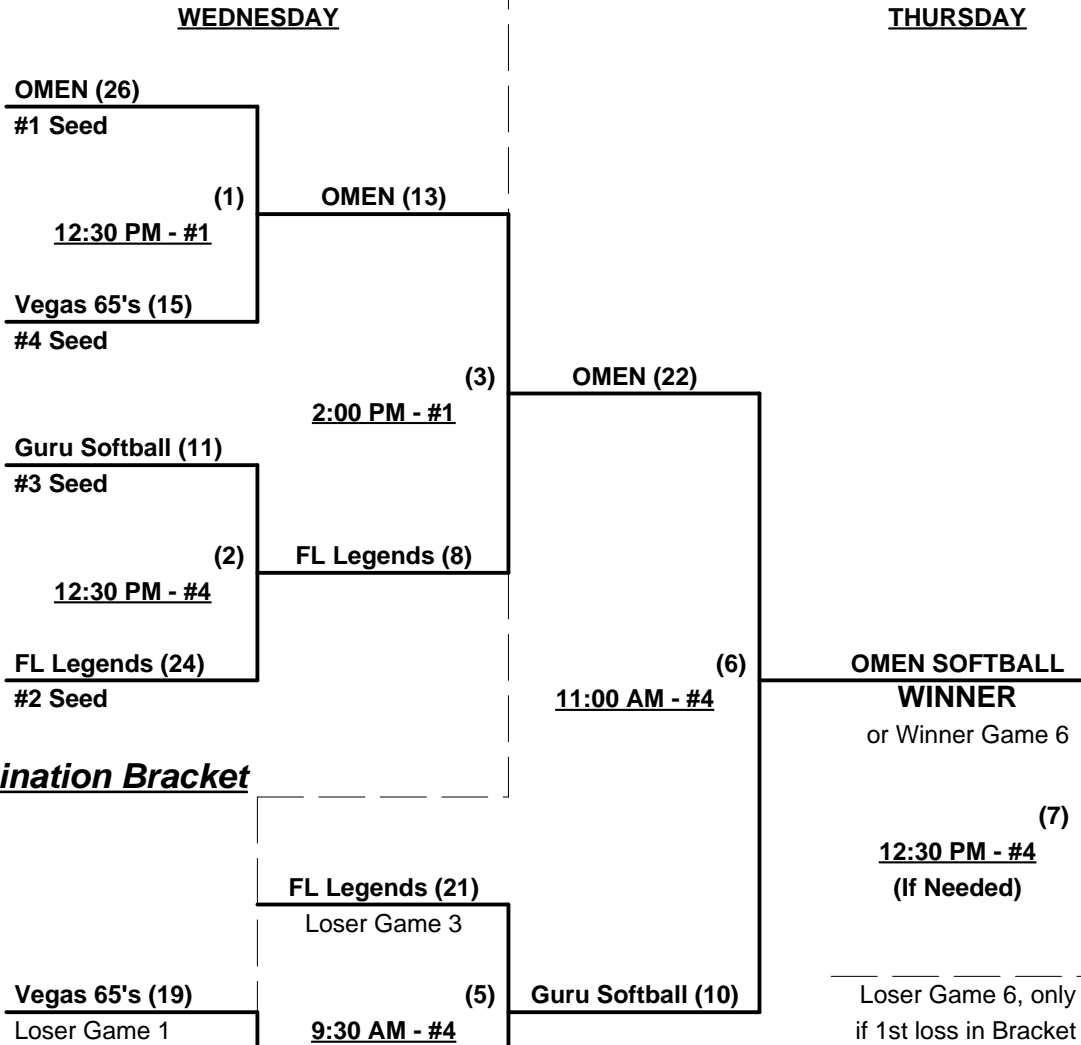 WEDNESDAY
THURSDAY
OMEN (26)
#1 Seed
(1)
OMEN (13)
12:30 PM - #1
Vegas 65's (15)
#4 Seed
(3)
OMEN (22)
2:00 PM - #1
Guru Softball (11)
#3 Seed
(2)
FL Legends (8)
12:30 PM - #4
FL Legends (24)
#2 Seed
(6)
OMEN SOFTBALL
11:00 AM - #4
WINNER
or Winner Game 6
ination Bracket
(7)
12:30 PM - #4
(If Needed)
FL Legends (21)
Loser Game 3
Vegas 65's (19)
(5)
Guru Softball (10)
Loser Game 6, only
Loser Game 1
9:30 AM - #4
if 1st loss in Bracket